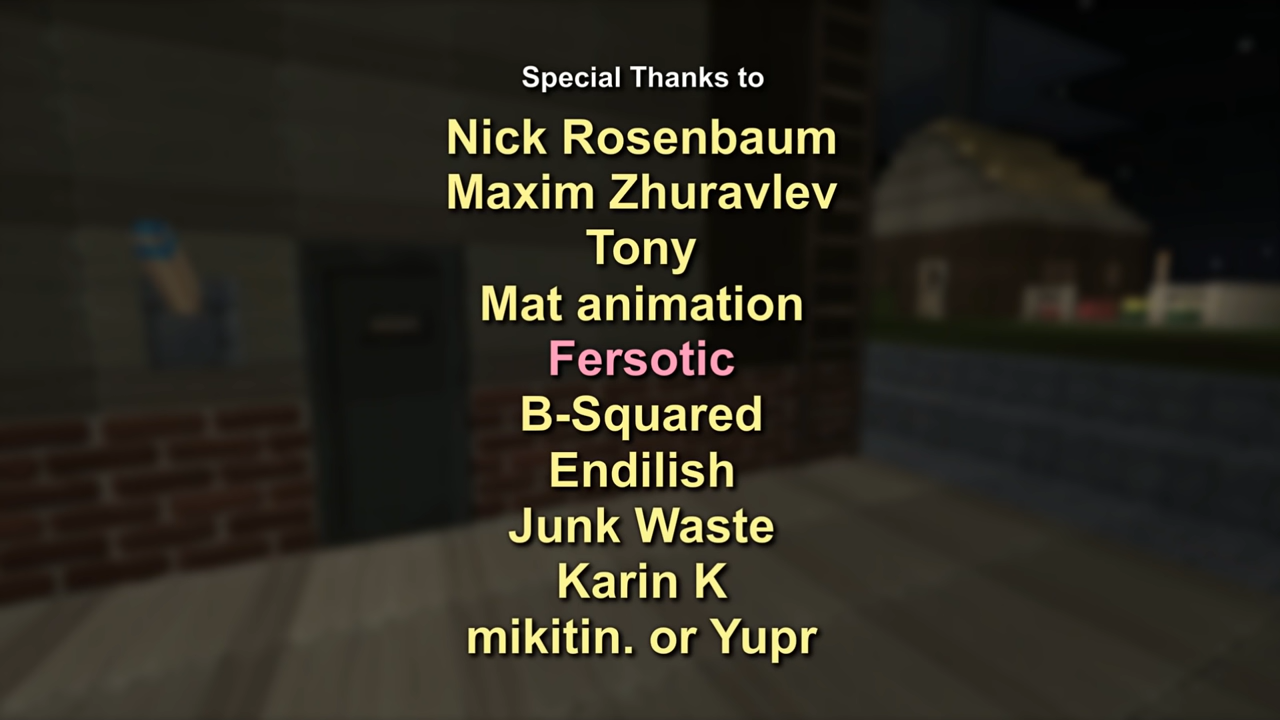 Special Thanks to
Nick Rosenbaum
Maxim Zhuravlev
Tony
Mat animation
Fersotic
B-Squared
Endilish
Junk Waste
Karin K
mikitin. or Yupr